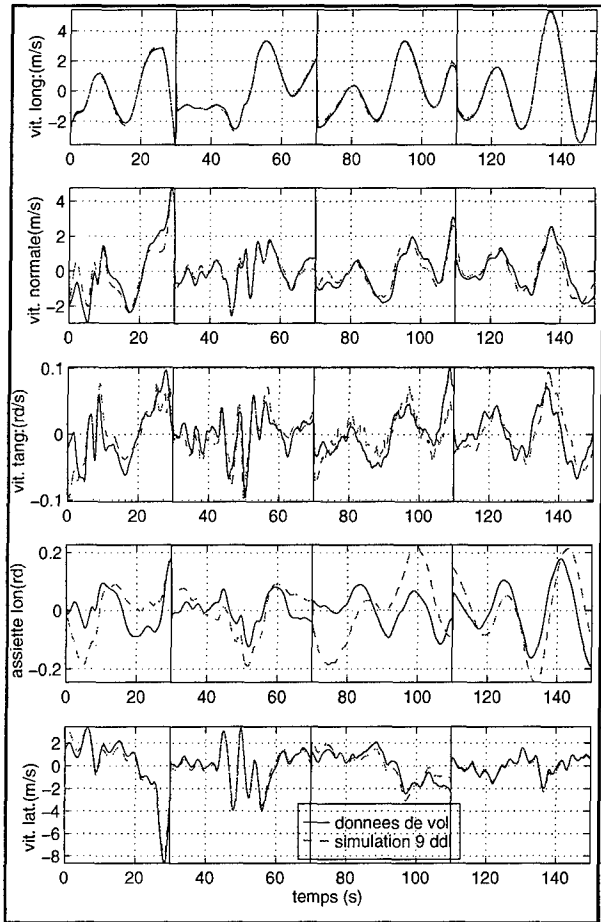 vit. long:(m/s)
4
2
0
−2
0 20 40 60 80 100 120 140
vit. normale(m/s)
4
2
0
−2
0 20 40 60 80 100 120 140
vit. tang:(rd/s)
0.1
0
−0.1
0 20 40 60 80 100 120 140
assiette lon(rd)
0.2
0
−0.2
0 20 40 60 80 100 120 140
vit. lat.(m/s)
2
0
−2
−4
−6
−8
donnees de vol
simulation 9 ddl
0 20 40 60 80 100 120 140
temps (s)